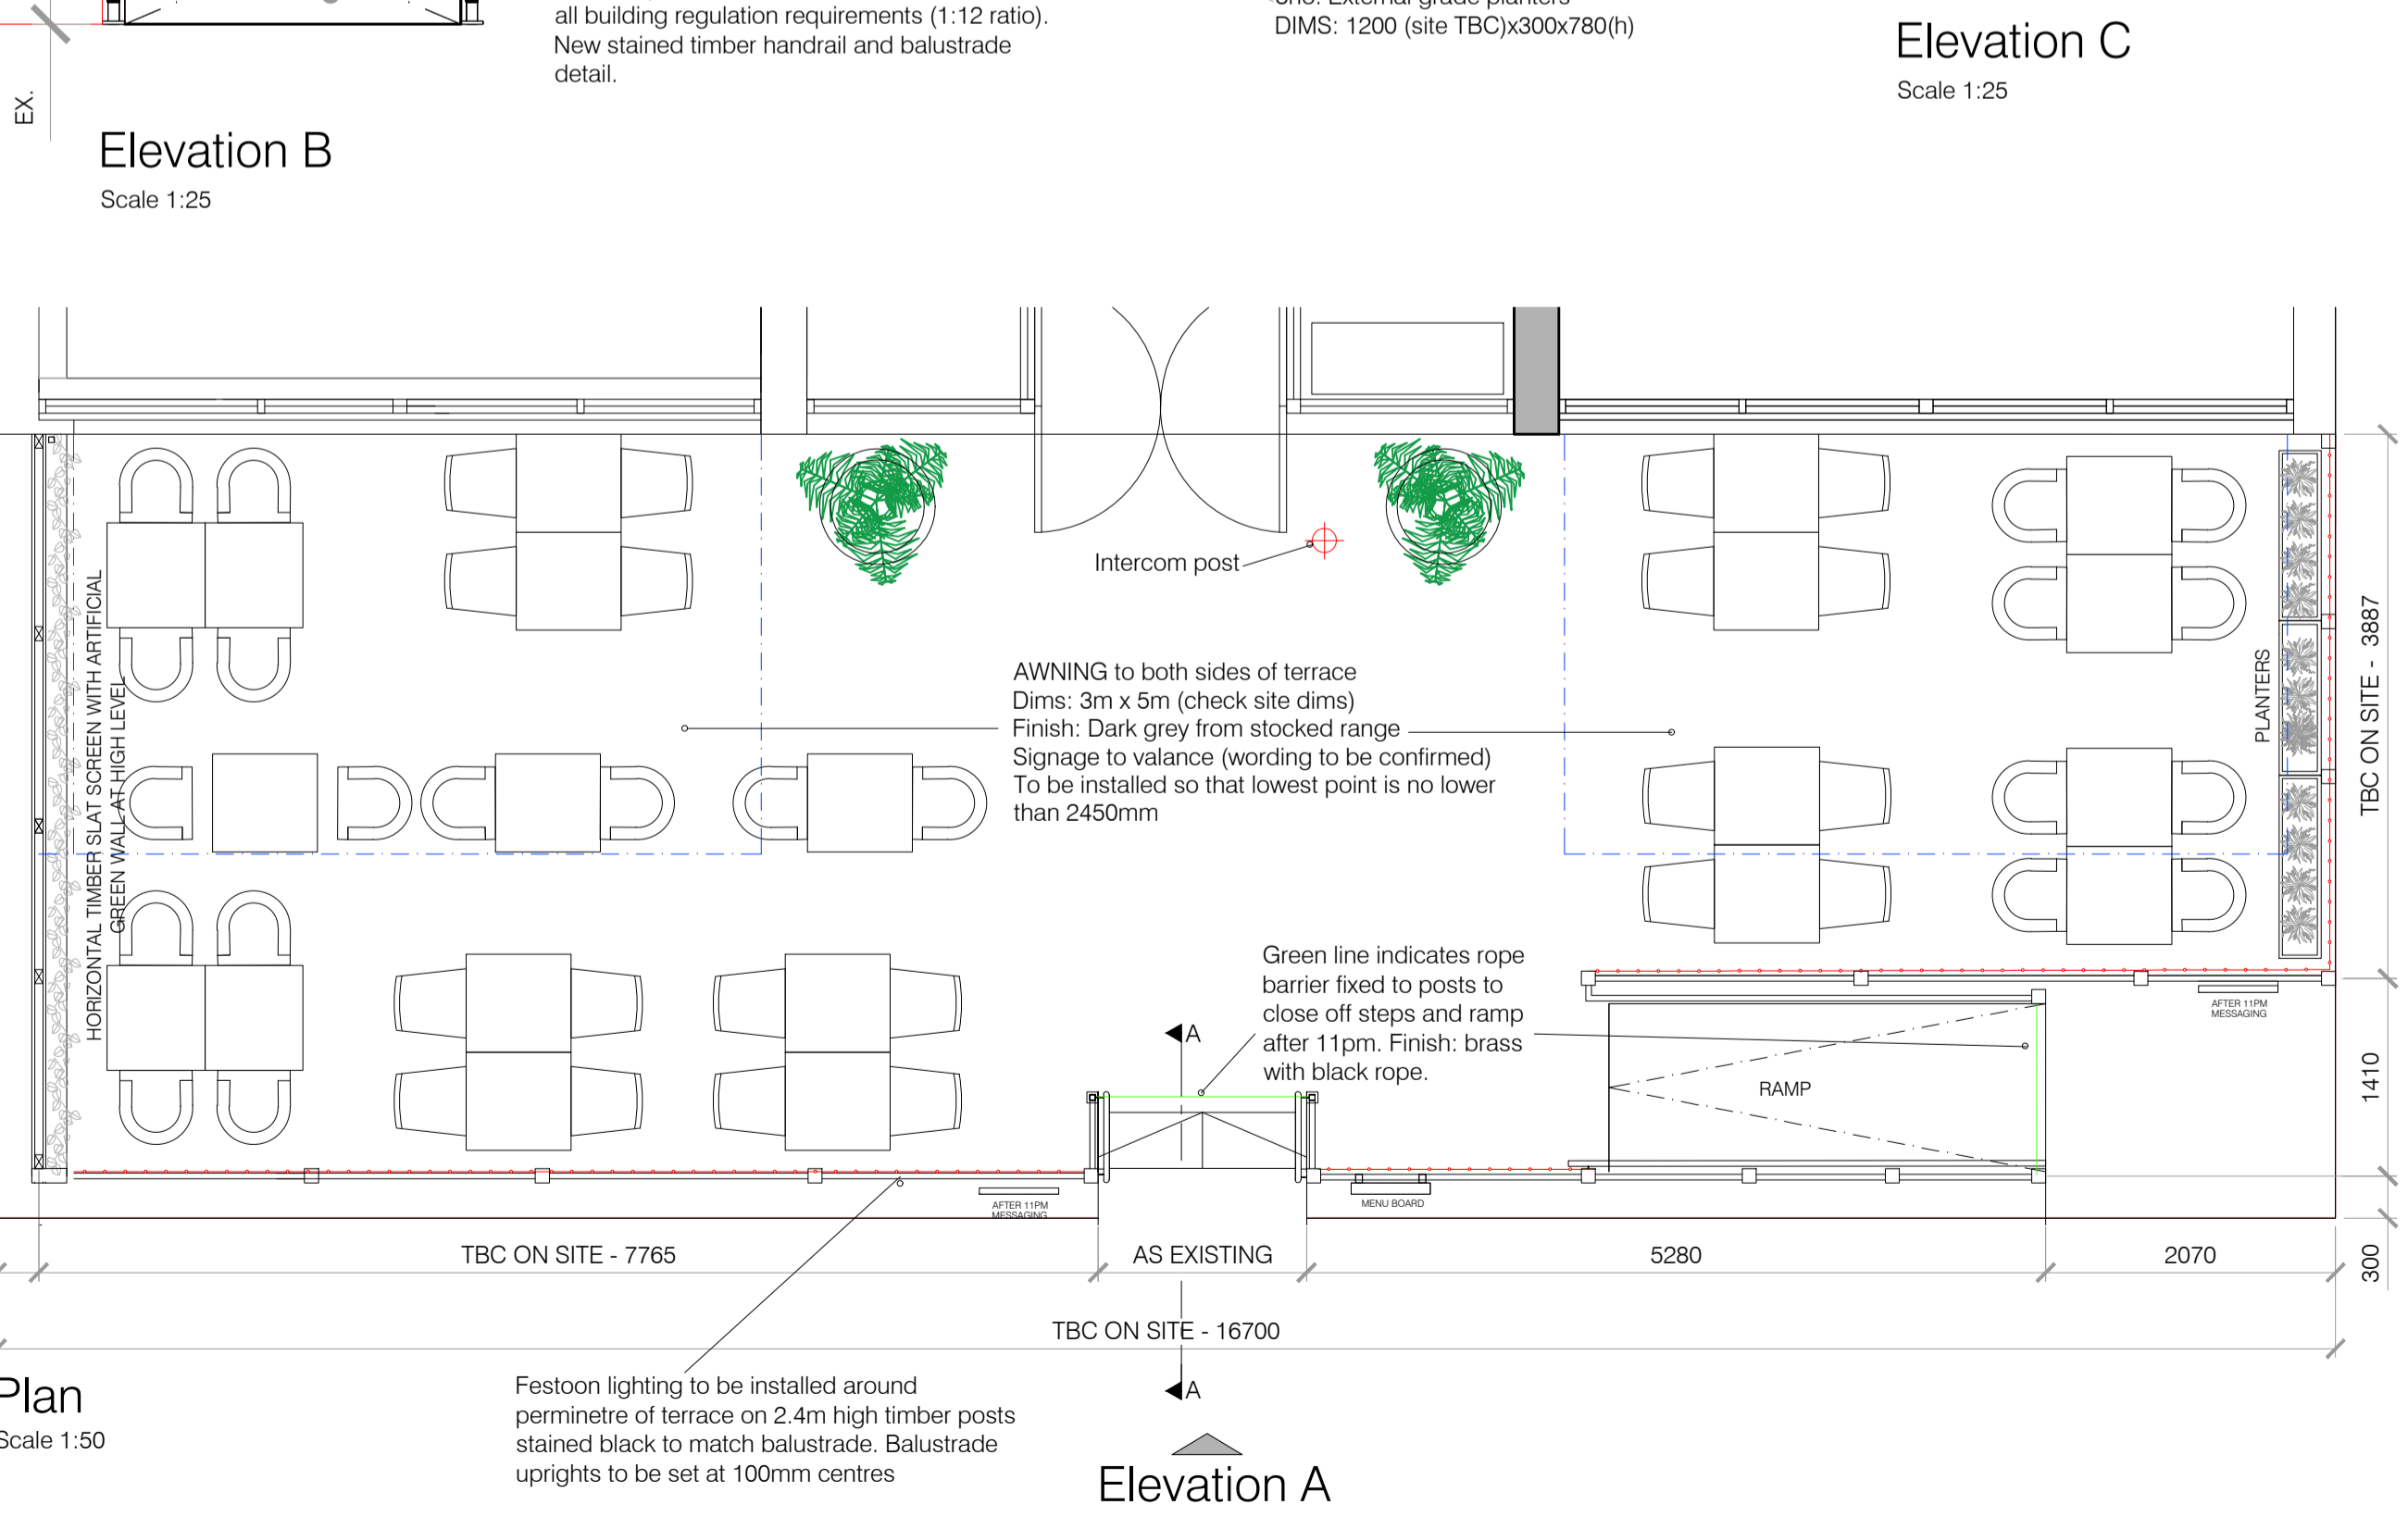 all building regulation requirements (1:12 ratio).
New stained timber handrail and balustrade
detail.
External grade planters
DIMS: 1200 (site TBC)x300x780(h)
Elevation C
Scale 1:25
EX.
Elevation B
Scale 1:25
Intercom post
HORIZONTAL TIMBER SLAT SCREEN WITH ARTIFICIAL
GREEN WALL AT HIGH LEVEL
AWNING to both sides of terrace
Dims: 3m x 5m (check site dims)
Finish: Dark grey from stocked range
Signage to valance (wording to be confirmed)
To be installed so that lowest point is no lower
than 2450mm
PLANTERS
TBC ON SITE - 3887
Green line indicates rope
barrier fixed to posts to
close off steps and ramp
after 11pm. Finish: brass
with black rope.
A
AFTER 11PM
MESSAGING
RAMP
1410
AFTER 11PM
MESSAGING
MENU BOARD
TBC ON SITE - 7765
AS EXISTING
5280
2070
300
TBC ON SITE - 16700
Plan
Scale 1:50
Festoon lighting to be installed around
perminetre of terrace on 2.4m high timber posts
stained black to match balustrade. Balustrade
uprights to be set at 100mm centres
A
Elevation A